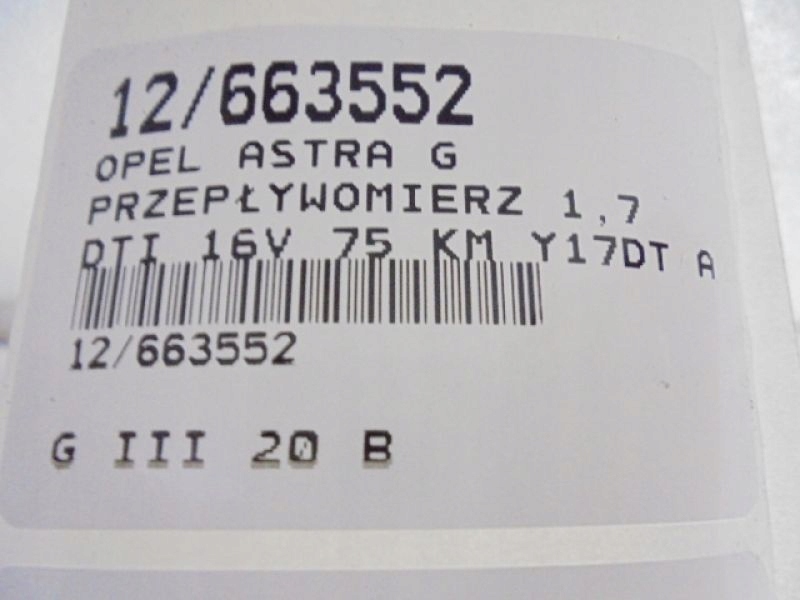 12/663552
OPEL ASTRA G
PRZEPŁYWOMIERZ 1,7
DTI 16V 75 KM Y17DT A
12/663552
G III 20 B